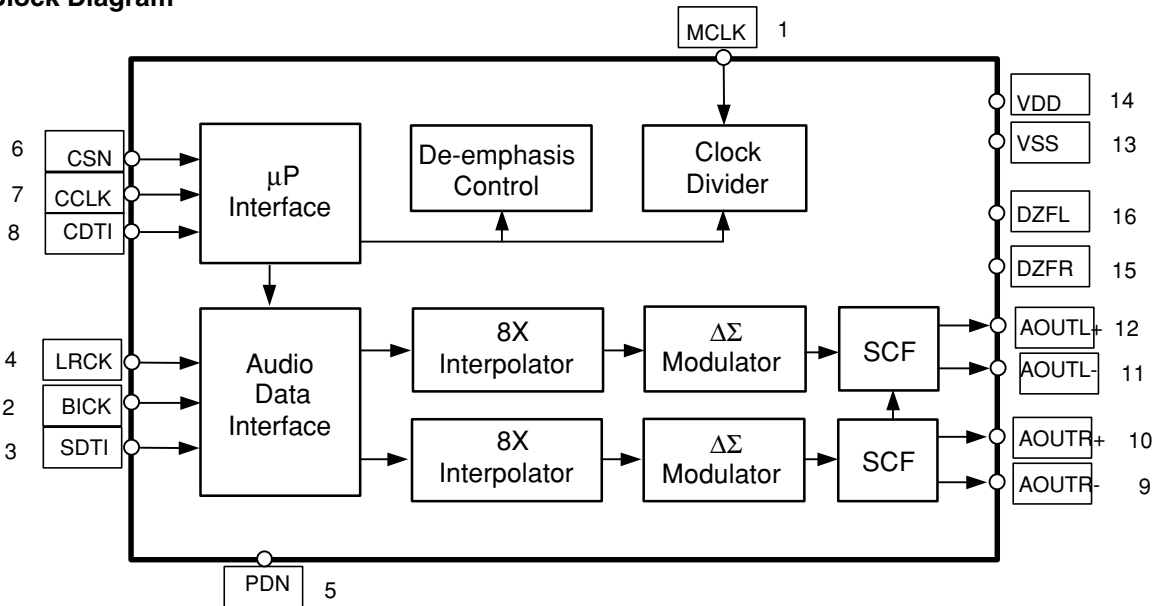 Block Diagram
MCLK 1
VDD 14
VSS 13
DZFL 16
DZFR 15
6 CSN
7 CCLK
8 CDTI
μP
Interface
De-emphasis
Control
Clock
Divider
4 LRCK
2 BICK
3 SDTI
Audio
Data
Interface
8X
Interpolator
ΔΣ
Modulator
SCF
AOUTL+ 12
AOUTL- 11
8X
Interpolator
ΔΣ
Modulator
SCF
AOUTR+ 10
AOUTR- 9
PDN 5